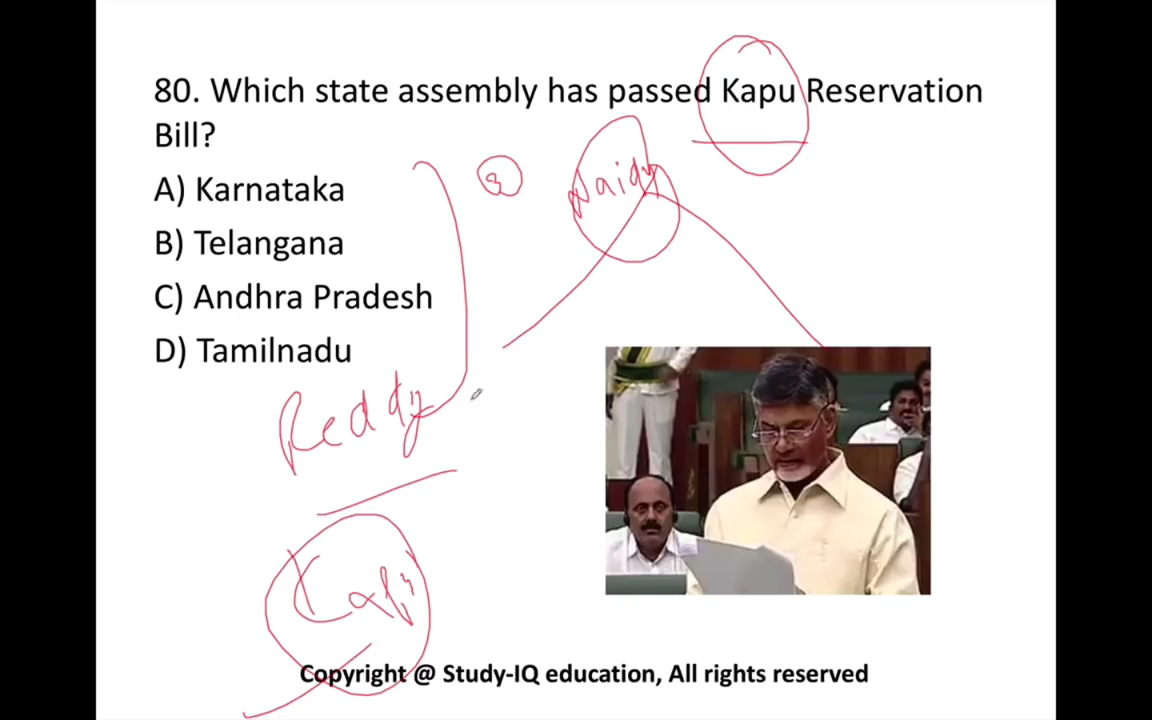 80. Which state assembly has passed Kapu Reservation
Bill?
A) Karnataka
③ Naidu
B) Telangana
C) Andhra Pradesh
D) Tamilnadu
Reddy
Kapu
Copyright @ Study-IQ education, All rights reserved